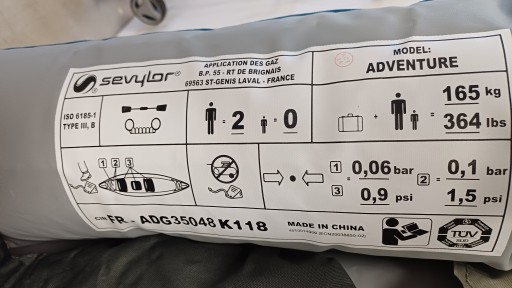 sevylor®
APPLICATION DES GAZ
B.P. 55 - RT DE BRIGNAIS
69563 ST-GENIS LAVAL - FRANCE
MODEL:
ADVENTURE
ISO 6185-1
TYPE III, B
= 2
= 0
+
= 165 kg
364 lbs
1 2 3
1 = 0,06 bar
3 0,9 psi
2 = 0,1 bar
1,5 psi
FR - ADG35048 K118
MADE IN CHINA
TÜV
SÜD